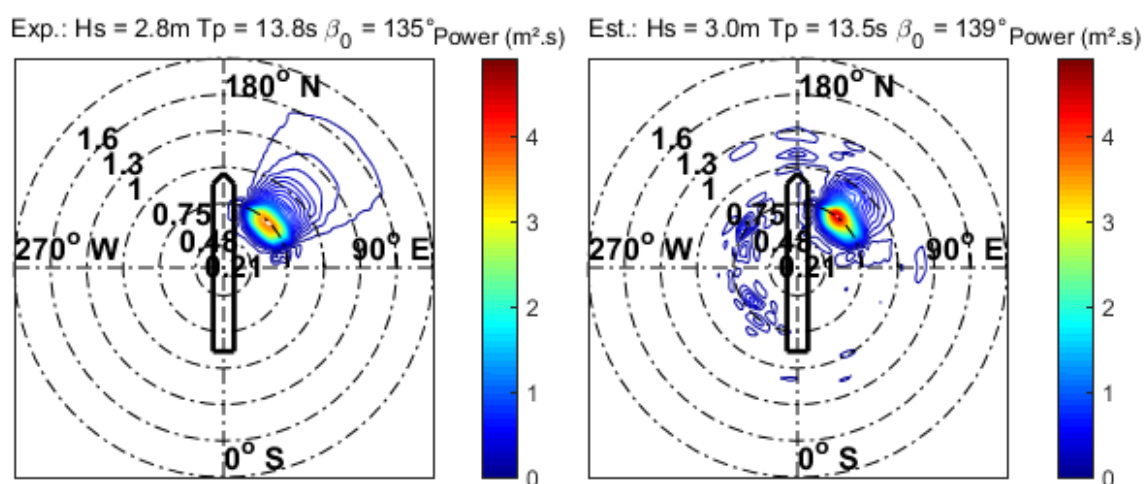 Exp.: Hs = 2.8m Tp = 13.8s β₀ = 135° Power (m².s)
180° N
1.6
1.3
1
0.75
0.48
0.21
270° W
90° E
0° S
4
3
2
1
0
Est.: Hs = 3.0m Tp = 13.5s β₀ = 139° Power (m².s)
180° N
1.6
1.3
1
0.75
0.48
0.21
270° W
90° E
0° S
4
3
2
1
0